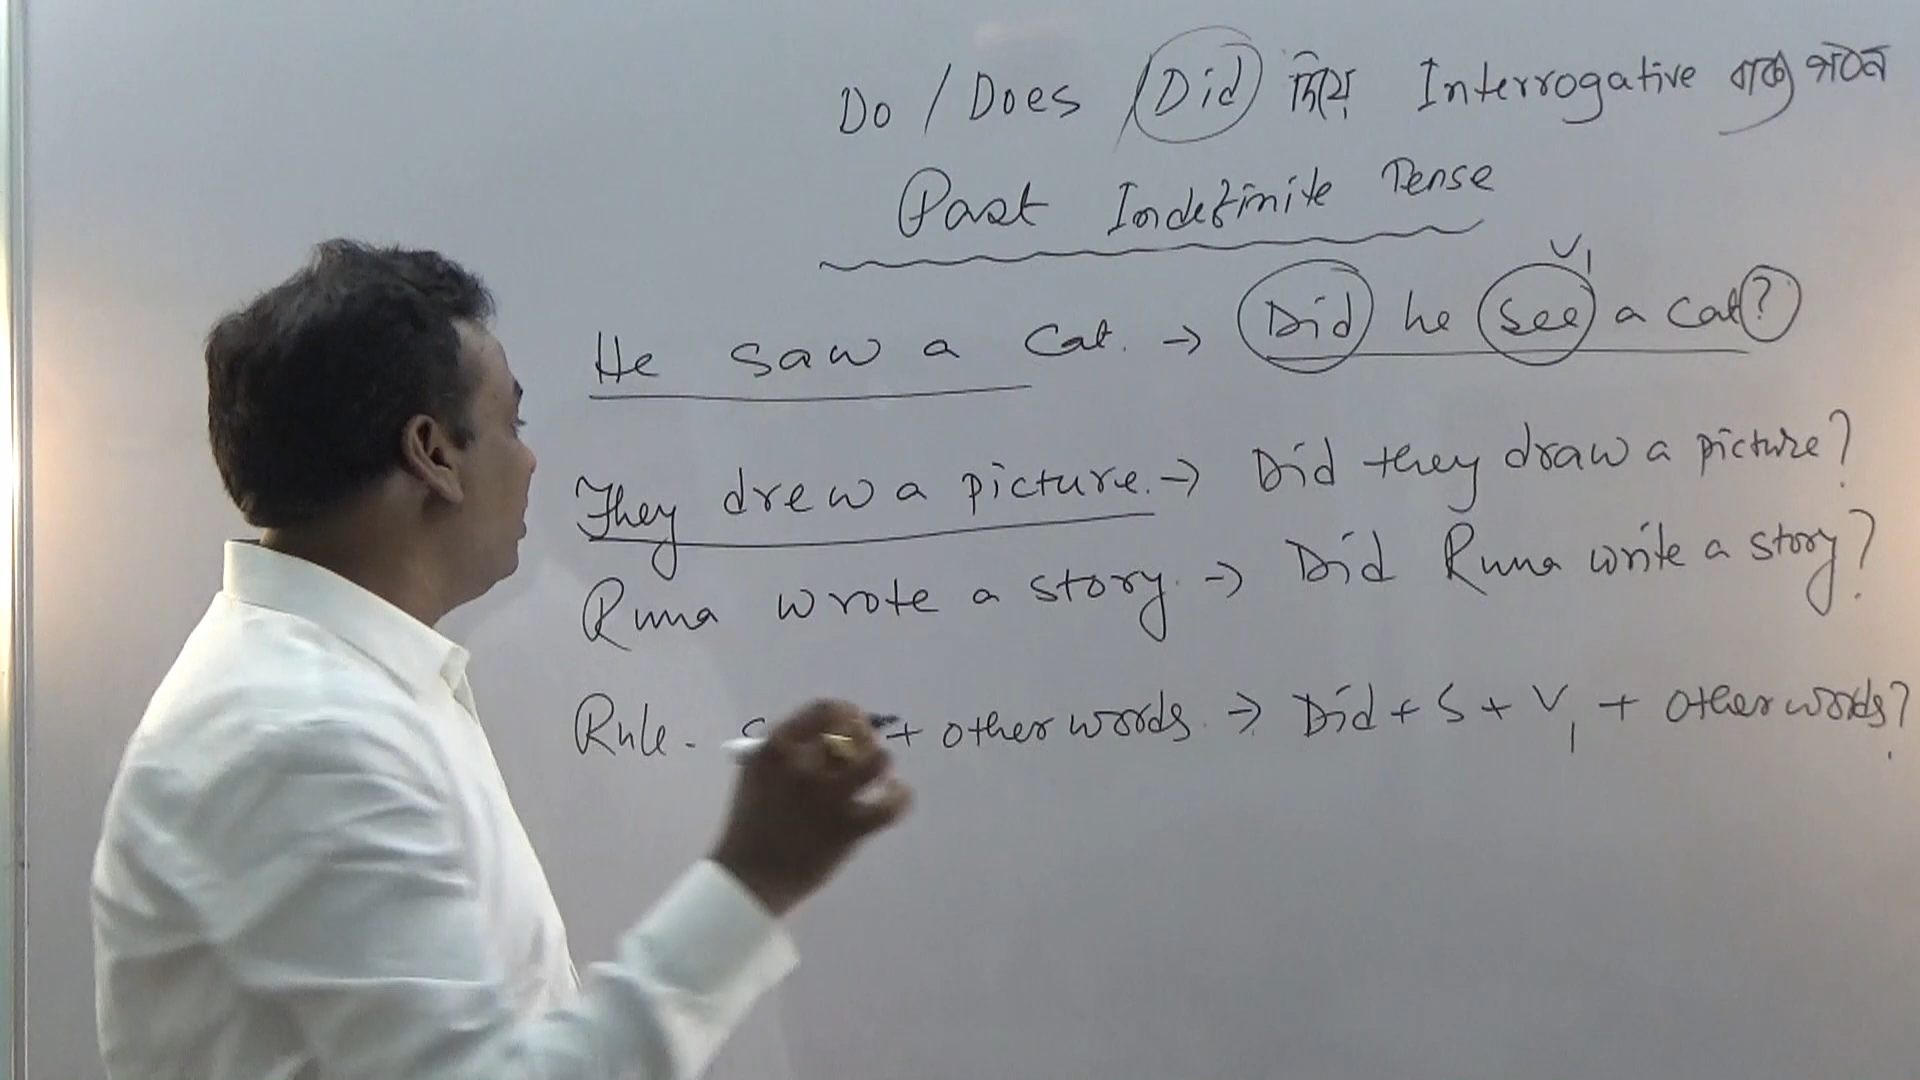 Do / Does / Did দিয়ে Interrogative বাক্য গঠন
Past Indefinite Tense
He saw a cat. → Did he see a cat?
V1
They drew a picture. → Did they draw a picture?
Runa wrote a story. → Did Runa write a story?
Rule - S + other words. → Did + S + V1 + other words?